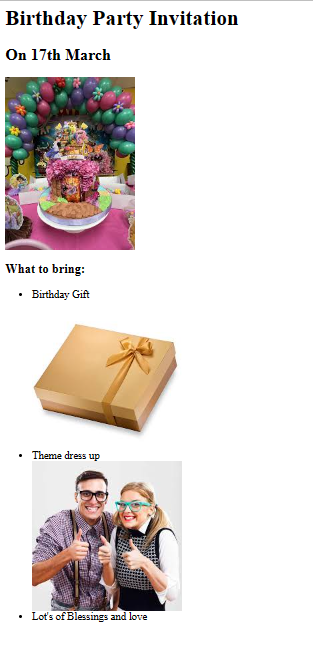 Birthday Party Invitation
On 17th March
What to bring:
Birthday Gift
Theme dress up
Lot's of Blessings and love